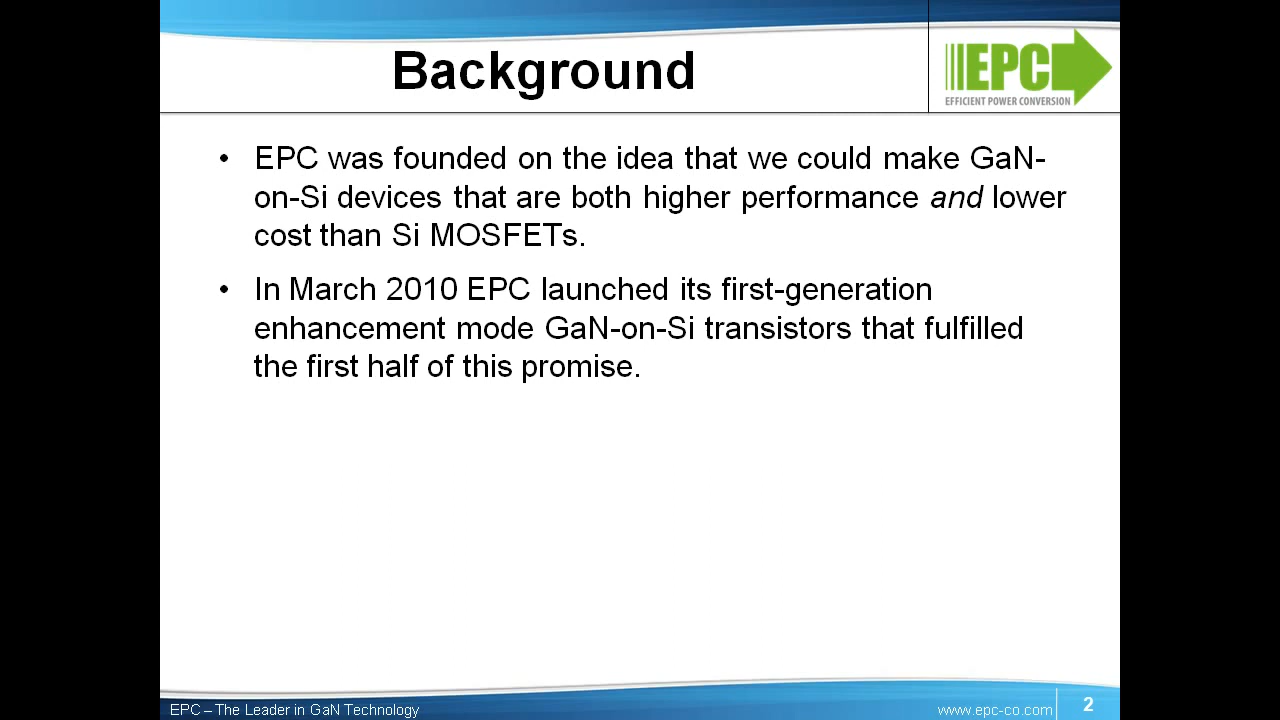 Background
EPC
EFFICIENT POWER CONVERSION
• EPC was founded on the idea that we could make GaN-
on-Si devices that are both higher performance and lower
cost than Si MOSFETs.
• In March 2010 EPC launched its first-generation
enhancement mode GaN-on-Si transistors that fulfilled
the first half of this promise.
EPC – The Leader in GaN Technology
www.epc-co.com
2